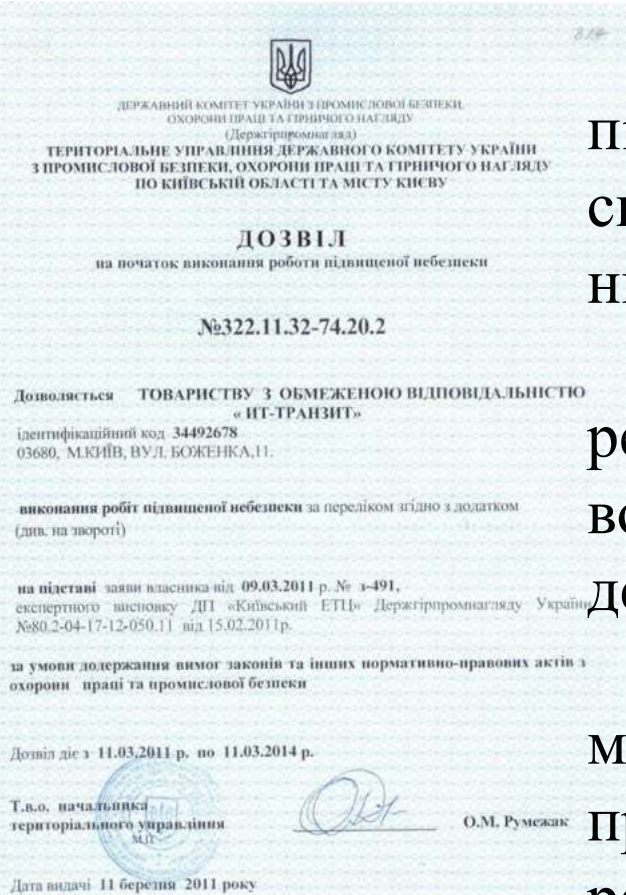 ДЕРЖАВНИЙ КОМІТЕТ УКРАЇНИ З ПРОМИСЛОВОЇ БЕЗПЕКИ,
ОХОРОНИ ПРАЦІ ТА ГІРНИЧОГО НАГЛЯДУ
(Держгірпромнагляд)
ТЕРИТОРІАЛЬНЕ УПРАВЛІННЯ ДЕРЖАВНОГО КОМІТЕТУ УКРАЇНИ
З ПРОМИСЛОВОЇ БЕЗПЕКИ, ОХОРОНИ ПРАЦІ ТА ГІРНИЧОГО НАГЛЯДУ
ПО КИЇВСЬКІЙ ОБЛАСТІ ТА МІСТУ КИЄВУ
ДОЗВІЛ
на початок виконання роботи підвищеної небезпеки
№322.11.32-74.20.2
Дозволяється ТОВАРИСТВУ З ОБМЕЖЕНОЮ ВІДПОВІДАЛЬНІСТЮ
« ИТ-ТРАНЗИТ»
ідентифікаційний код 34492678
03680, М.КИЇВ, ВУЛ. БОЖЕНКА,11.
виконання робіт підвищеної небезпеки за переліком згідно з додатком
(див. на звороті)
на підставі заяви власника від 09.03.2011 р. № з-491,
експертного висновку ДП «Київський ЕТЦ» Держгірпромнагляду України
№80.2-04-17-12-050.11 від 15.02.2011р.
за умови додержання вимог законів та інших нормативно-правових актів з
охорони праці та промислової безпеки
Дозвіл діє з 11.03.2011 р. по 11.03.2014 р.
Т.в.о. начальника
територіального управління
М.П.
О.М. Румежак
Дата видачі 11 березня 2011 року